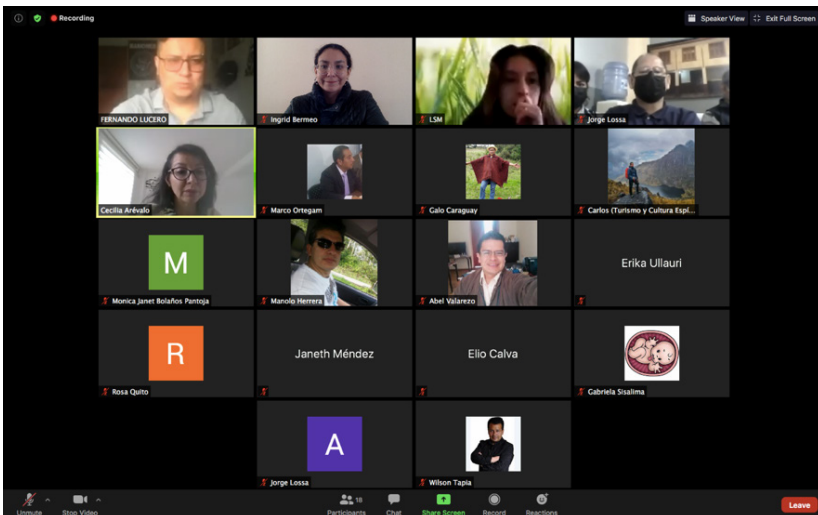 Recording
Speaker View
Exit Full Screen
FERNANDO LUCERO
Ingrid Bermeo
LSM
Jorge Lossa
Cecilia Arévalo
Marco Ortegam
Galo Caraguay
Carlos (Turismo y Cultura Espí...
M
Monica Janet Bolaños Pantoja
Manolo Herrera
Abel Valarezo
Erika Ullauri
R
Rosa Quito
Janeth Méndez
Elio Calva
Gabriela Sisalima
A
Jorge Lossa
Wilson Tapia
Unmute
Stop Video
18
Participants
Chat
Share Screen
Record
Reactions
Leave